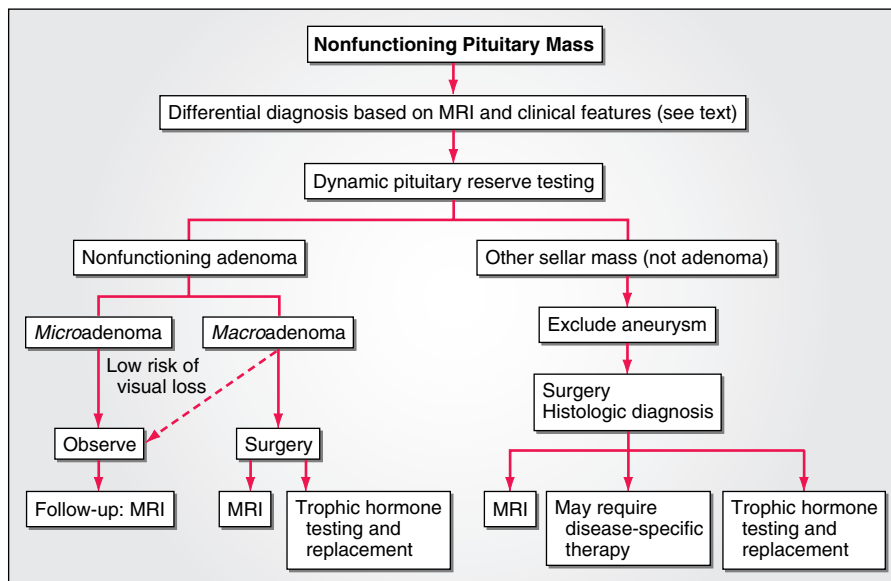 Nonfunctioning Pituitary Mass
Differential diagnosis based on MRI and clinical features (see text)
Dynamic pituitary reserve testing
Nonfunctioning adenoma
Other sellar mass (not adenoma)
Microadenoma
Macroadenoma
Exclude aneurysm
Low risk of
visual loss
Surgery
Histologic diagnosis
Observe
Surgery
Follow-up: MRI
MRI
Trophic hormone
testing and
replacement
MRI
May require
disease-specific
therapy
Trophic hormone
testing and
replacement